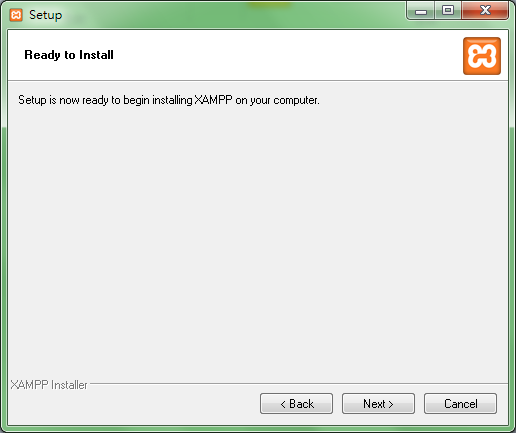 Setup
Ready to Install
Setup is now ready to begin installing XAMPP on your computer.
XAMPP Installer
< Back
Next >
Cancel